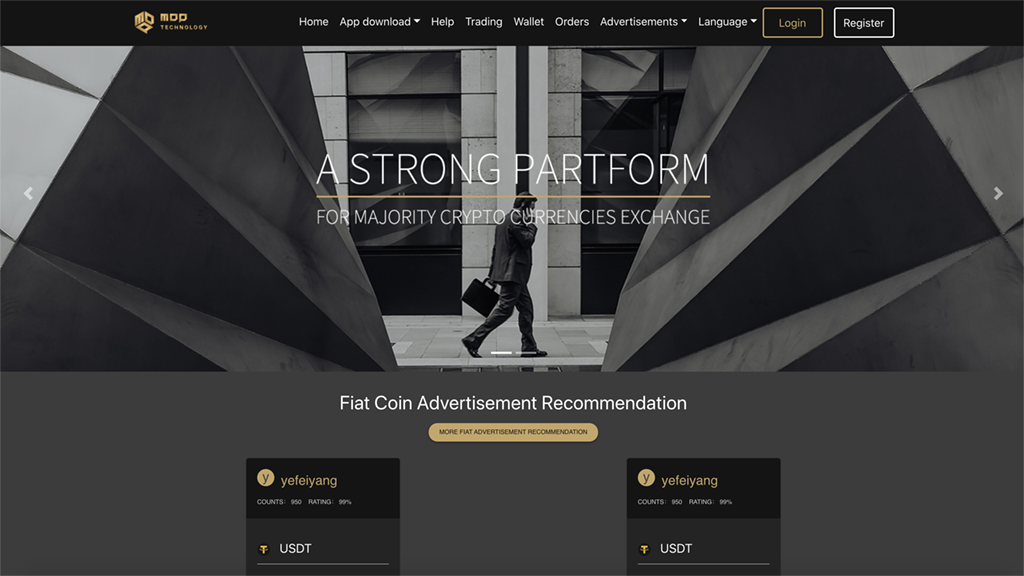 MDD
TECHNOLOGY
Home App download Help Trading Wallet Orders Advertisements Language Login Register
A STRONG PARTFORM
FOR MAJORITY CRYPTO CURRENCIES EXCHANGE
Fiat Coin Advertisement Recommendation
MORE FIAT ADVERTISEMENT RECOMMENDATION
y yefeiyang
COUNTS: 950 RATING: 99%
USDT
y yefeiyang
COUNTS: 950 RATING: 99%
USDT